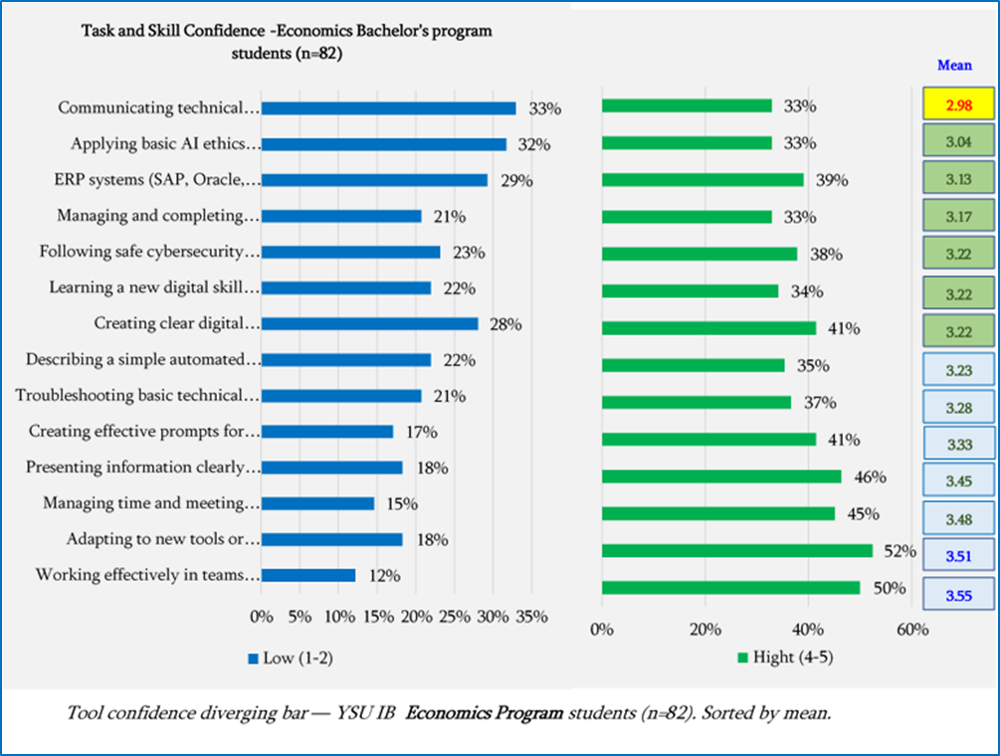 Task and Skill Confidence -Economics Bachelor's program
students (n=82)
Mean
Communicating technical... 33% 33% 2.98
Applying basic AI ethics... 32% 33% 3.04
ERP systems (SAP, Oracle,... 29% 39% 3.13
Managing and completing... 21% 33% 3.17
Following safe cybersecurity... 23% 38% 3.22
Learning a new digital skill... 22% 34% 3.22
Creating clear digital... 28% 41% 3.22
Describing a simple automated... 22% 35% 3.23
Troubleshooting basic technical... 21% 37% 3.28
Creating effective prompts for... 17% 41% 3.33
Presenting information clearly... 18% 46% 3.45
Managing time and meeting... 15% 45% 3.48
Adapting to new tools or... 18% 52% 3.51
Working effectively in teams... 12% 50% 3.55
0% 5% 10% 15% 20% 25% 30% 35% 0% 20% 40% 60%
Low (1-2) Hight (4-5)
Tool confidence diverging bar — YSU IB Economics Program students (n=82). Sorted by mean.